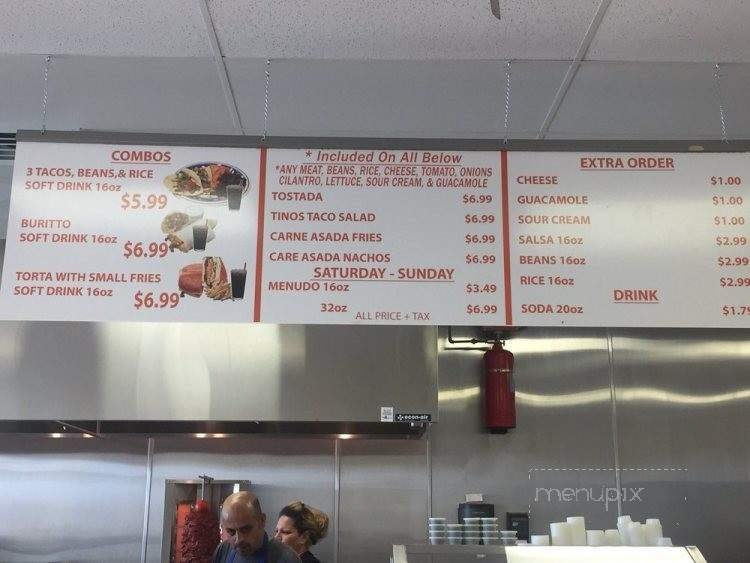 COMBOS
3 TACOS, BEANS,& RICE
SOFT DRINK 16oz
$5.99
BURITTO
SOFT DRINK 16oz
$6.99
TORTA WITH SMALL FRIES
SOFT DRINK 16oz
$6.99
* Included On All Below
*ANY MEAT, BEANS, RICE, CHEESE, TOMATO, ONIONS
CILANTRO, LETTUCE, SOUR CREAM, & GUACAMOLE
TOSTADA $6.99
TINOS TACO SALAD $6.99
CARNE ASADA FRIES $6.99
CARE ASADA NACHOS $6.99
SATURDAY - SUNDAY
MENUDO 16oz $3.49
32oz $6.99
ALL PRICE + TAX
EXTRA ORDER
CHEESE $1.00
GUACAMOLE $1.00
SOUR CREAM $1.00
SALSA 16oz $2.99
BEANS 16oz $2.99
RICE 16oz $2.99
DRINK
SODA 20oz $1.79
econ-air
menupix